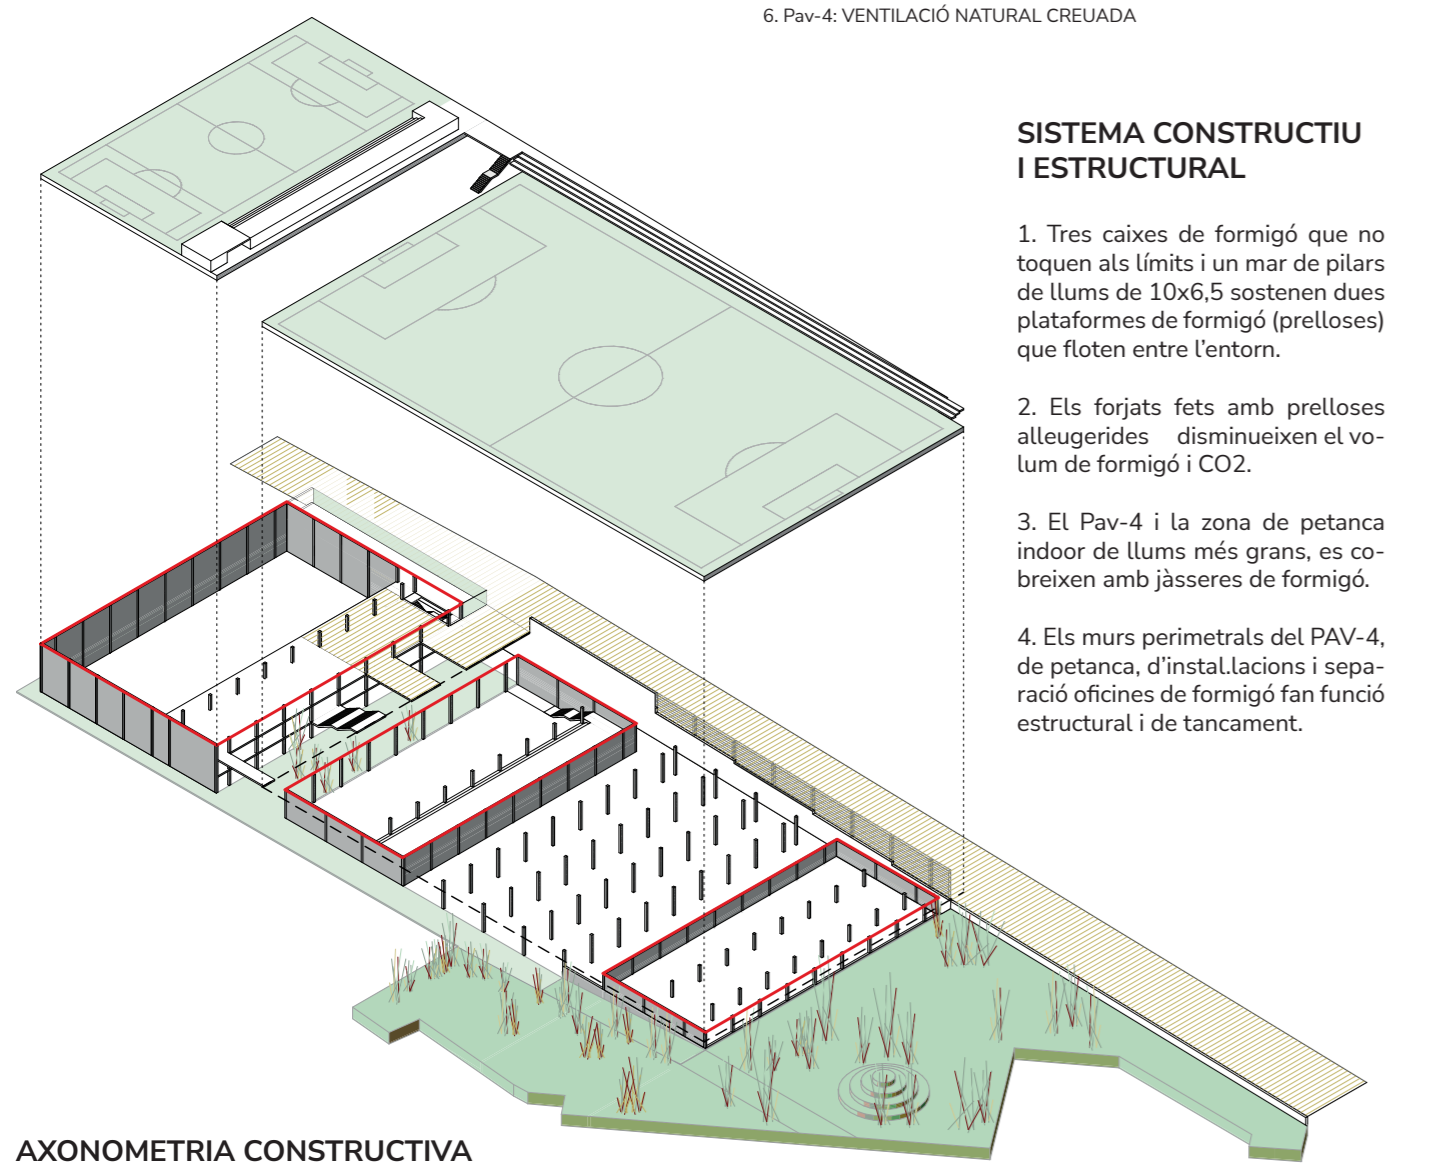 6. Pav-4: VENTILACIÓ NATURAL CREUADA
SISTEMA CONSTRUCTIU
I ESTRUCTURAL
1. Tres caixes de formigó que no
toquen als límits i un mar de pilars
de llums de 10x6,5 sostenen dues
plataformes de formigó (prelloses)
que floten entre l'entorn.
2. Els forjats fets amb prelloses
alleugerides disminueixen el vo-
lum de formigó i CO2.
3. El Pav-4 i la zona de petanca
indoor de llums més grans, es co-
breixen amb jàsseres de formigó.
4. Els murs perimetrals del PAV-4,
de petanca, d'instal.lacions i sepa-
ració oficines de formigó fan funció
estructural i de tancament.
AXONOMETRIA CONSTRUCTIVA